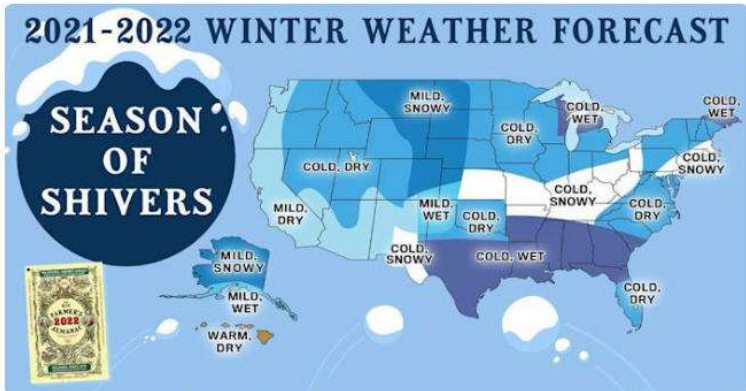 2021-2022 WINTER WEATHER FORECAST
SEASON
OF
SHIVERS
MILD,
SNOWY
COLD,
WET
COLD,
WET
COLD,
DRY
COLD, DRY
COLD,
SNOWY
COLD,
SNOWY
MILD,
DRY
MILD,
WET
COLD,
DRY
COLD,
DRY
COLD,
SNOWY
COLD, WET
COLD,
DRY
MILD,
SNOWY
MILD,
WET
WARM,
DRY
FARMER'S
2022
ALMANAC